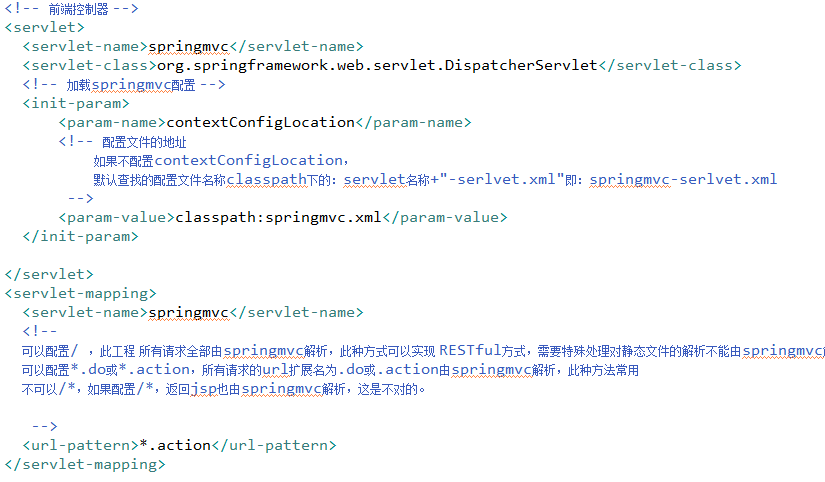 <!-- 前端控制器 -->
<servlet>
<servlet-name>springmvc</servlet-name>
<servlet-class>org.springframework.web.servlet.DispatcherServlet</servlet-class>
<!-- 加载springmvc配置 -->
<init-param>
<param-name>contextConfigLocation</param-name>
<!-- 配置文件的地址
如果不配置contextConfigLocation，
默认查找的配置文件名称classpath下的：servlet名称+"-serlvet.xml"即：springmvc-serlvet.xml
-->
<param-value>classpath:springmvc.xml</param-value>
</init-param>
</servlet>
<servlet-mapping>
<servlet-name>springmvc</servlet-name>
<!--
可以配置/ ，此工程 所有请求全部由springmvc解析，此种方式可以实现 RESTful方式，需要特殊处理对静态文件的解析不能由springmvc
可以配置*.do或*.action，所有请求的url扩展名为.do或.action由springmvc解析，此种方法常用
不可以/*，如果配置/*，返回jsp也由springmvc解析，这是不对的。
-->
<url-pattern>*.action</url-pattern>
</servlet-mapping>